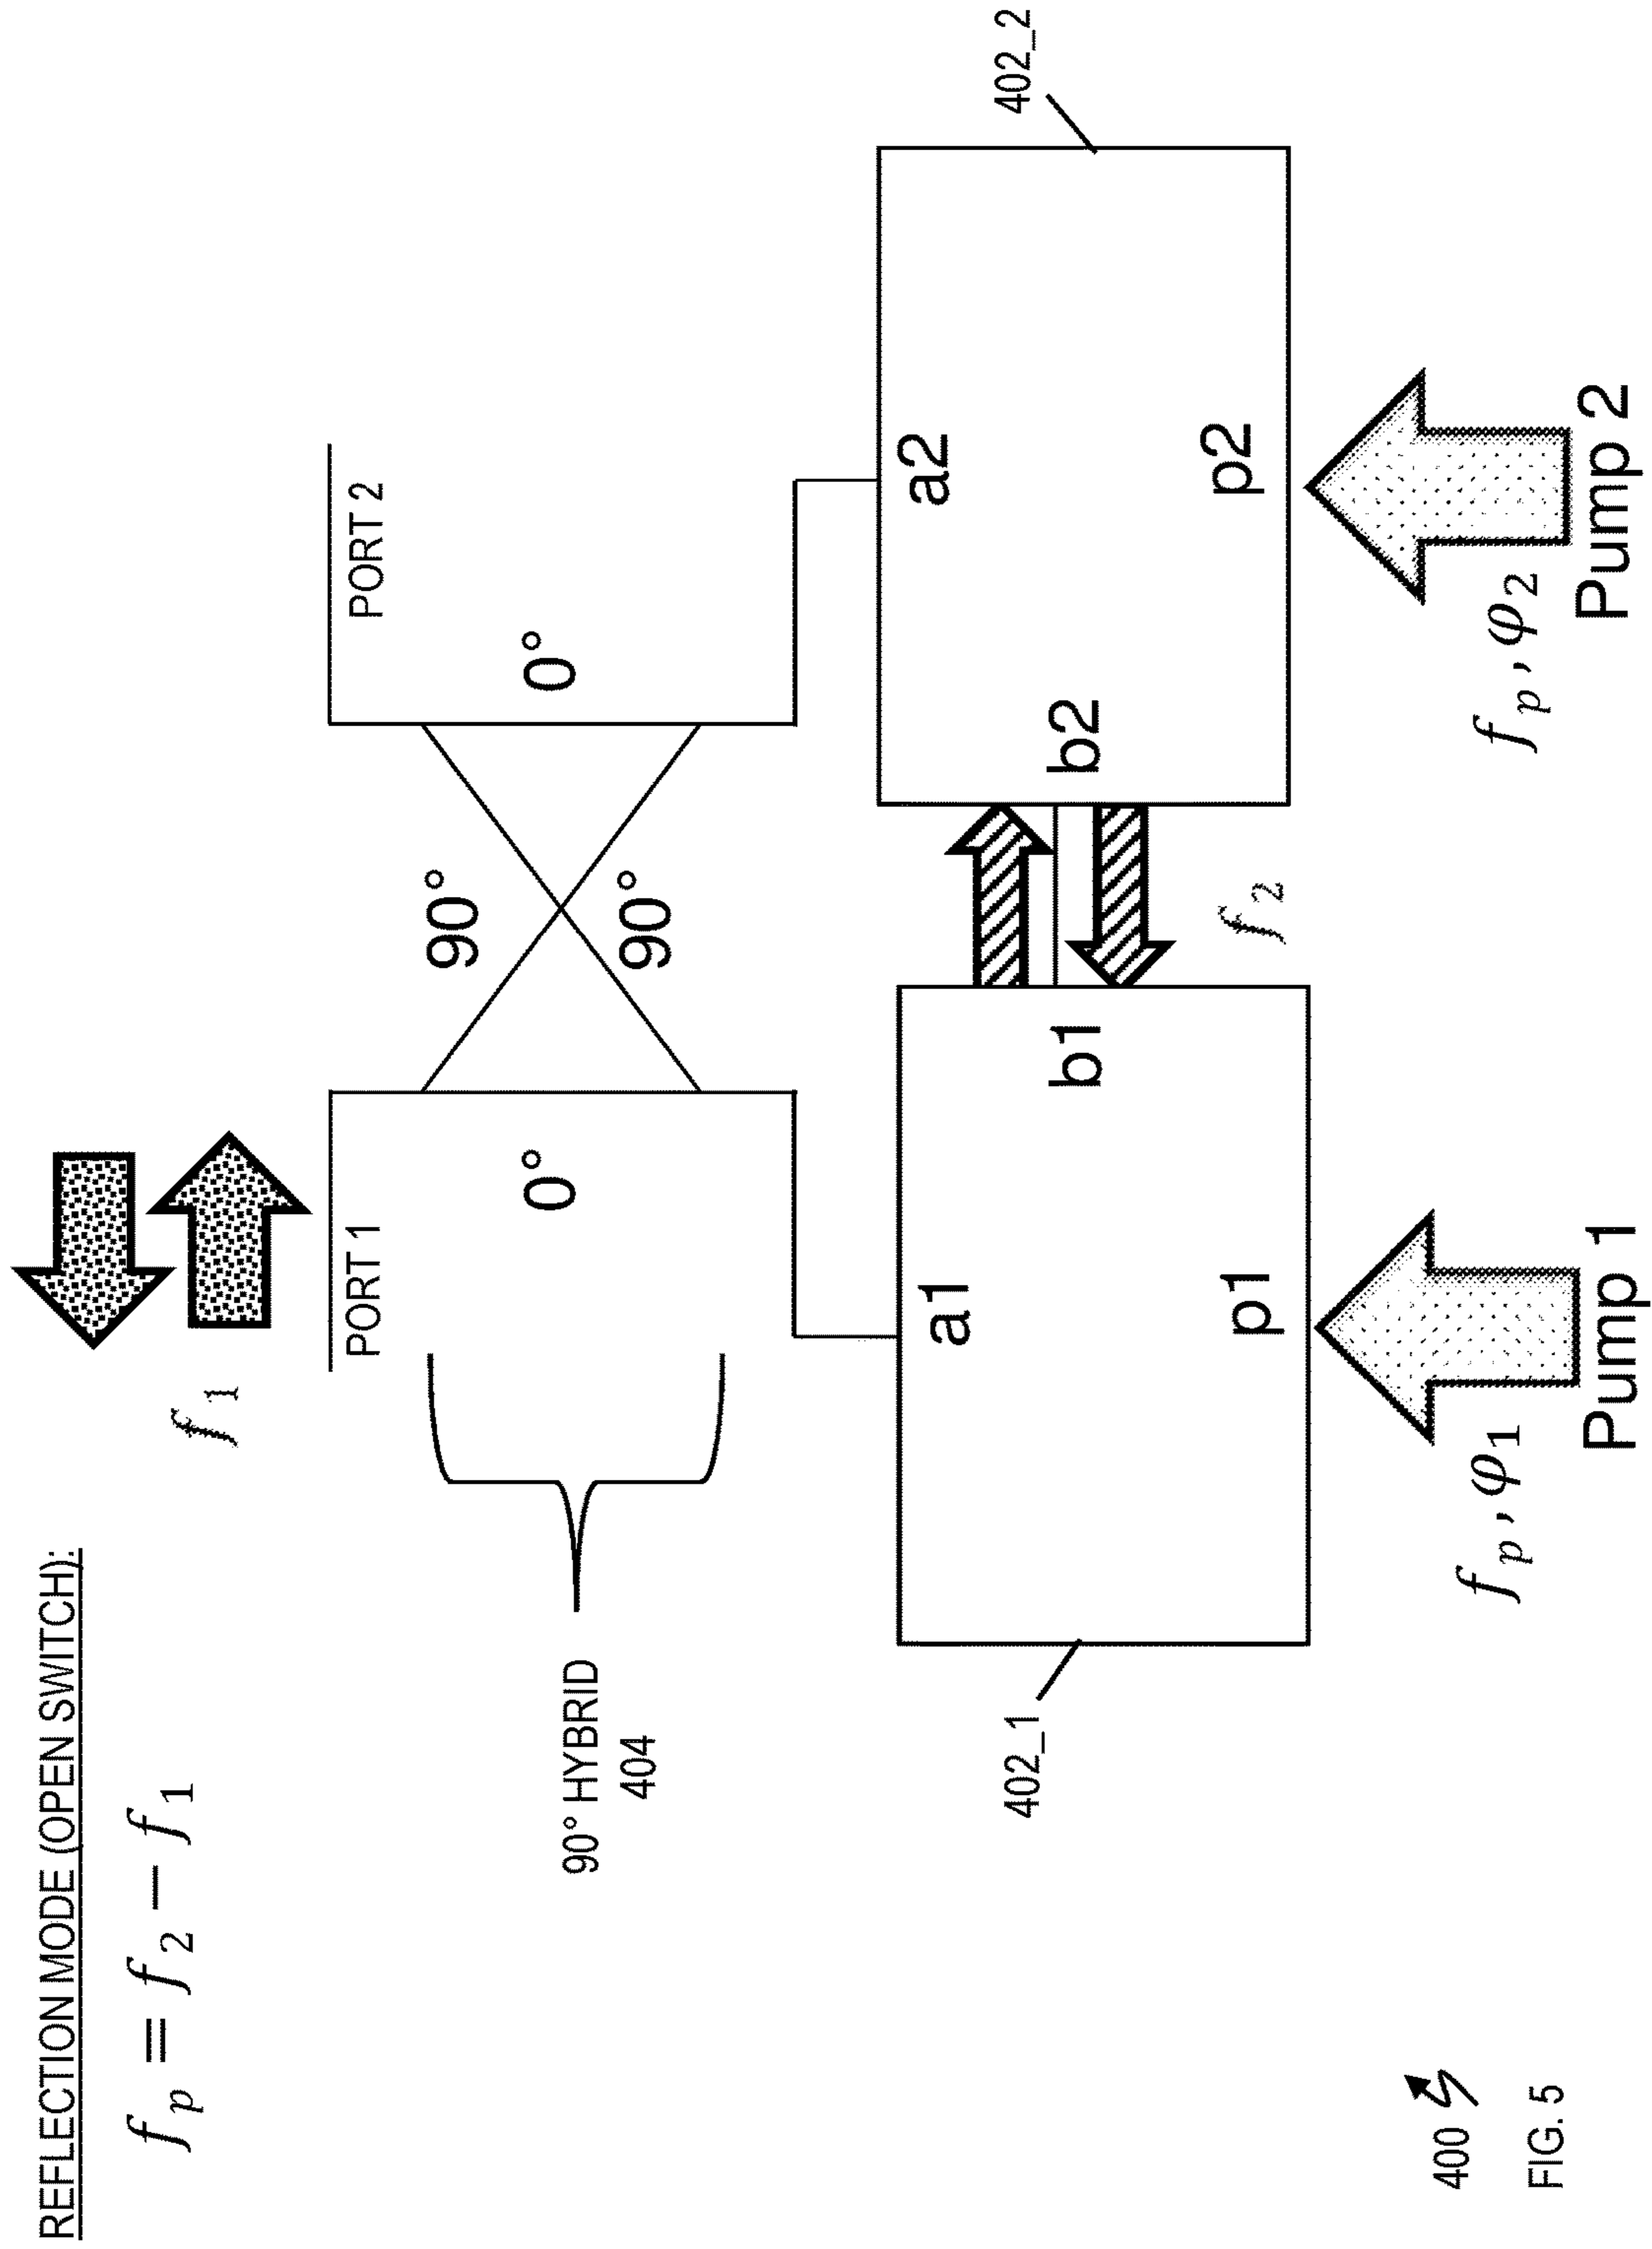 REFLECTION MODE (OPEN SWITCH):
f_p = f_2 − f_1
f_1
PORT 1
PORT 2
90° HYBRID
404
0°
90°
90°
0°
402_1
402_2
a1
a2
b1
b2
f_2
p1
p2
f_p, φ_1
f_p, φ_2
Pump 1
Pump 2
400
FIG. 5